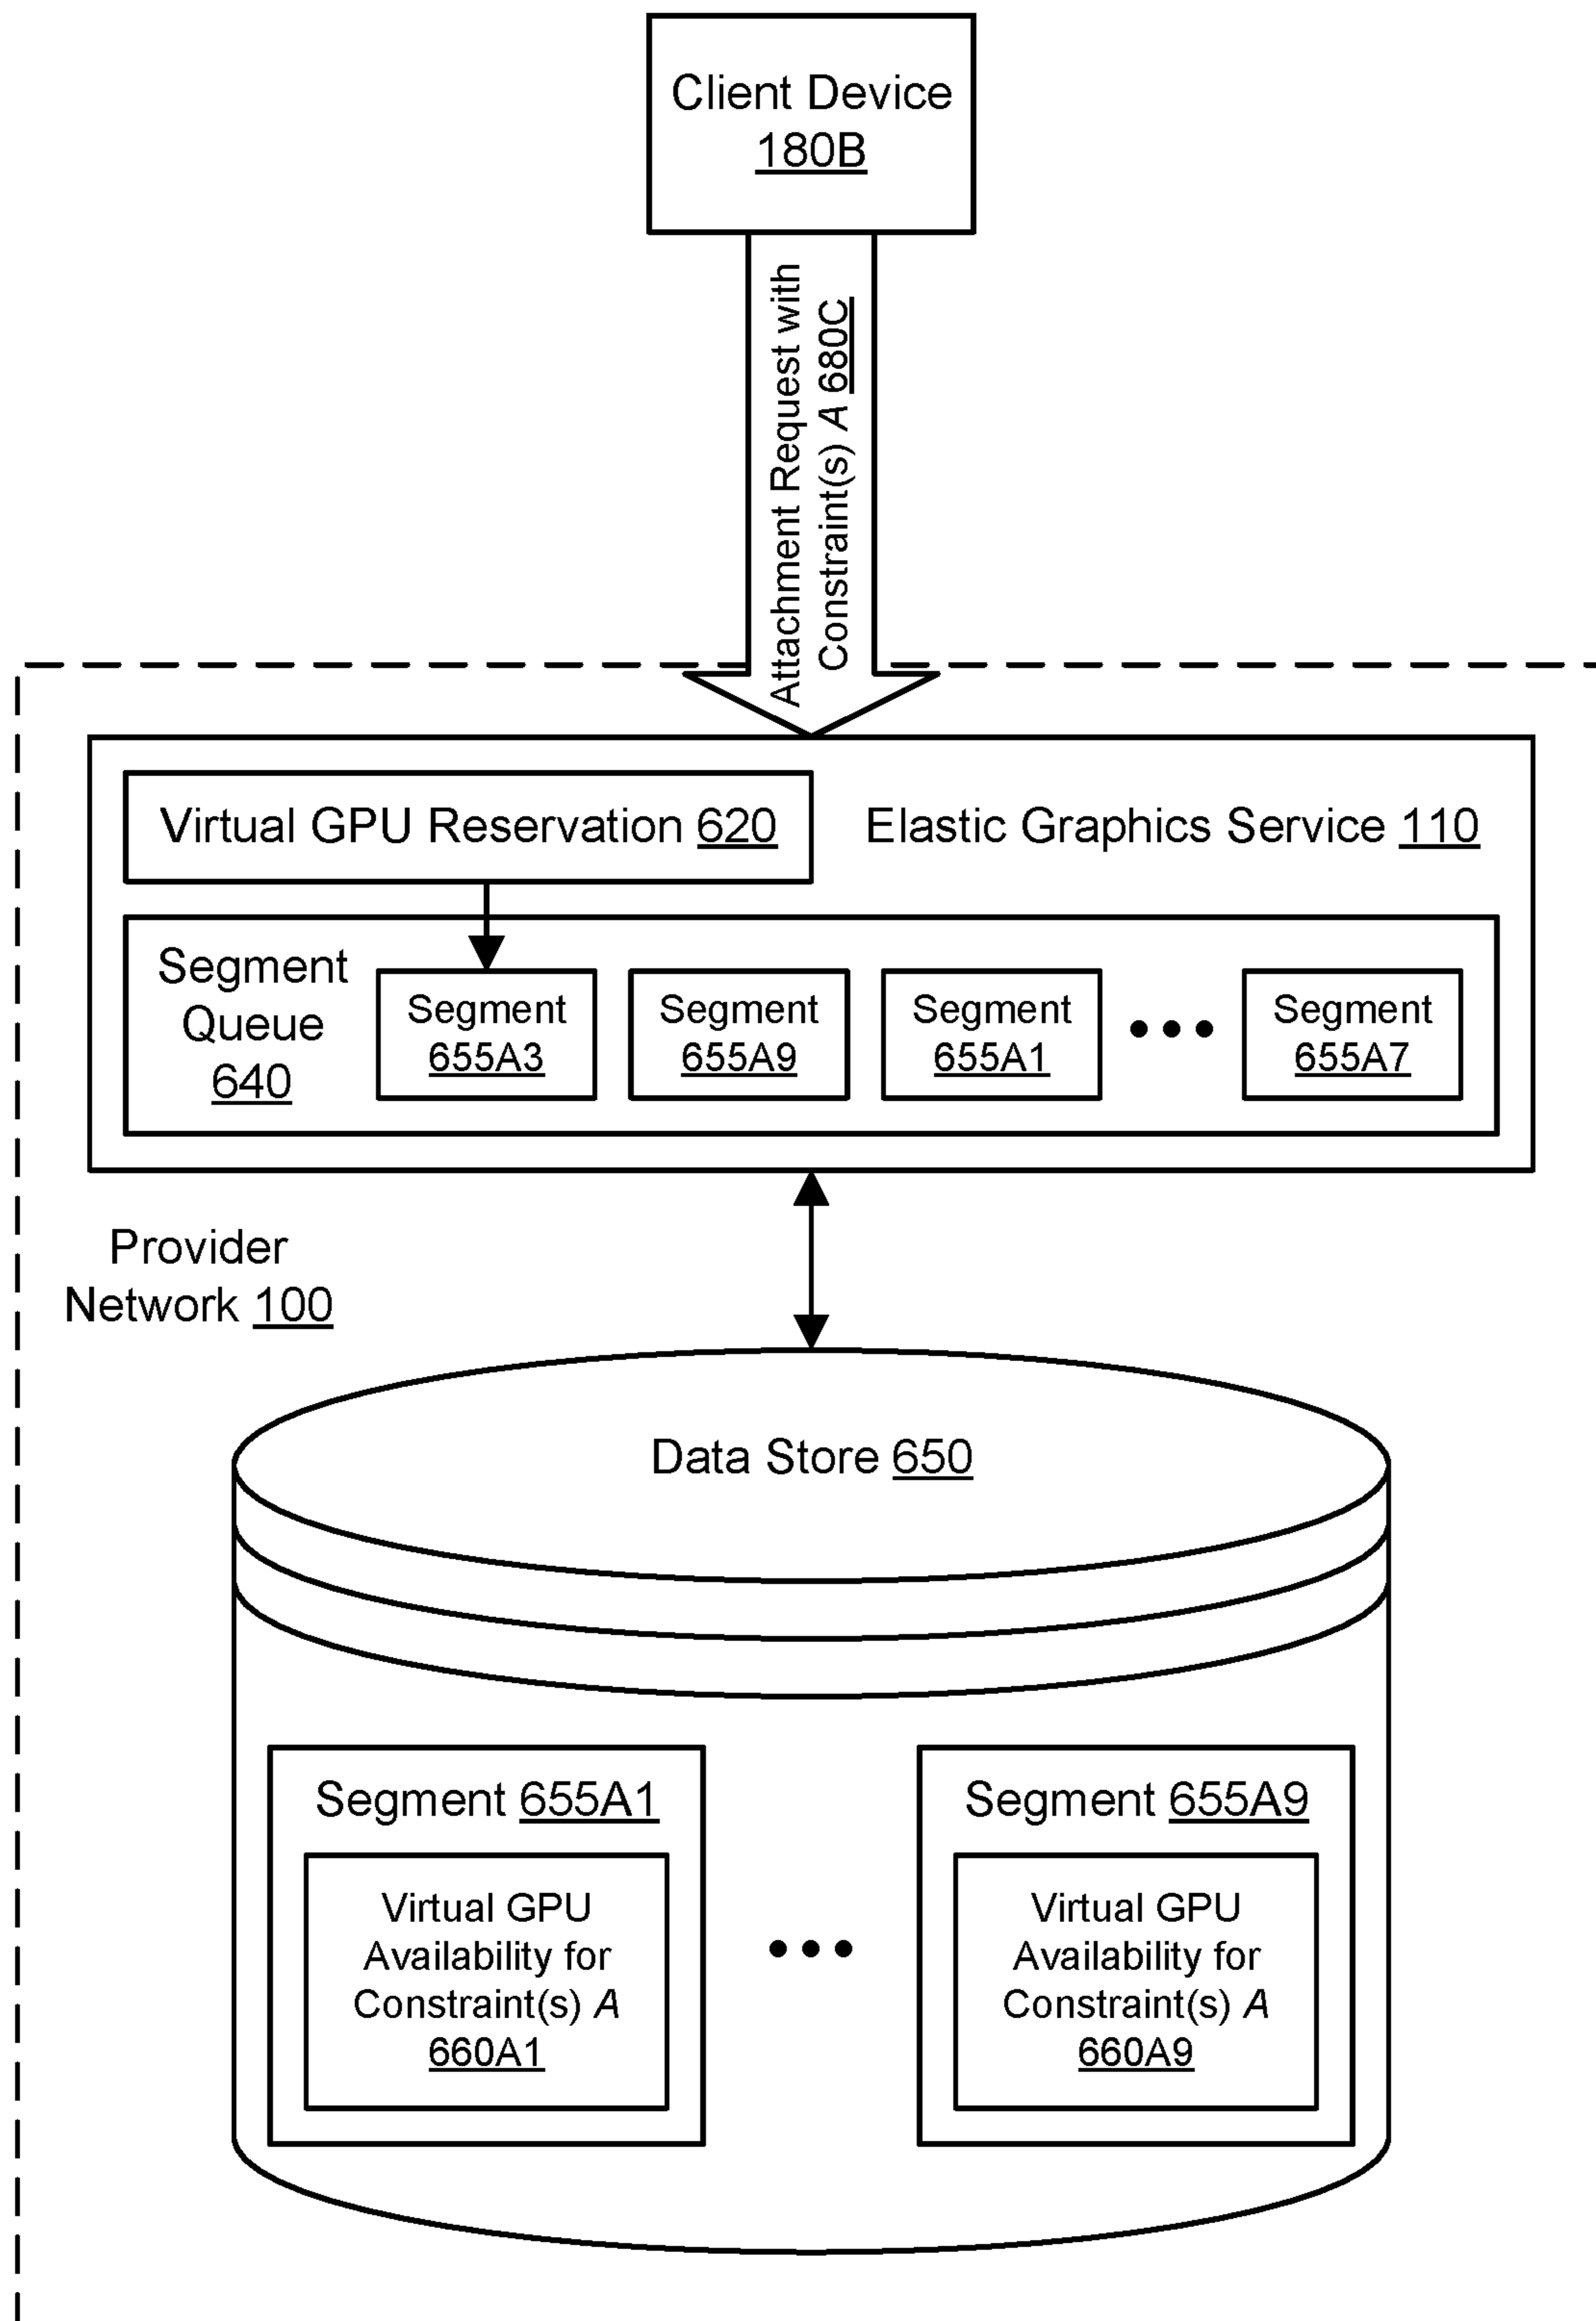 Client Device
180B
Attachment Request with
Constraint(s) A 680C
Virtual GPU Reservation 620
Elastic Graphics Service 110
Segment
Queue
640
Segment
655A3
Segment
655A9
Segment
655A1
Segment
655A7
Provider
Network 100
Data Store 650
Segment 655A1
Virtual GPU
Availability for
Constraint(s) A
660A1
Segment 655A9
Virtual GPU
Availability for
Constraint(s) A
660A9